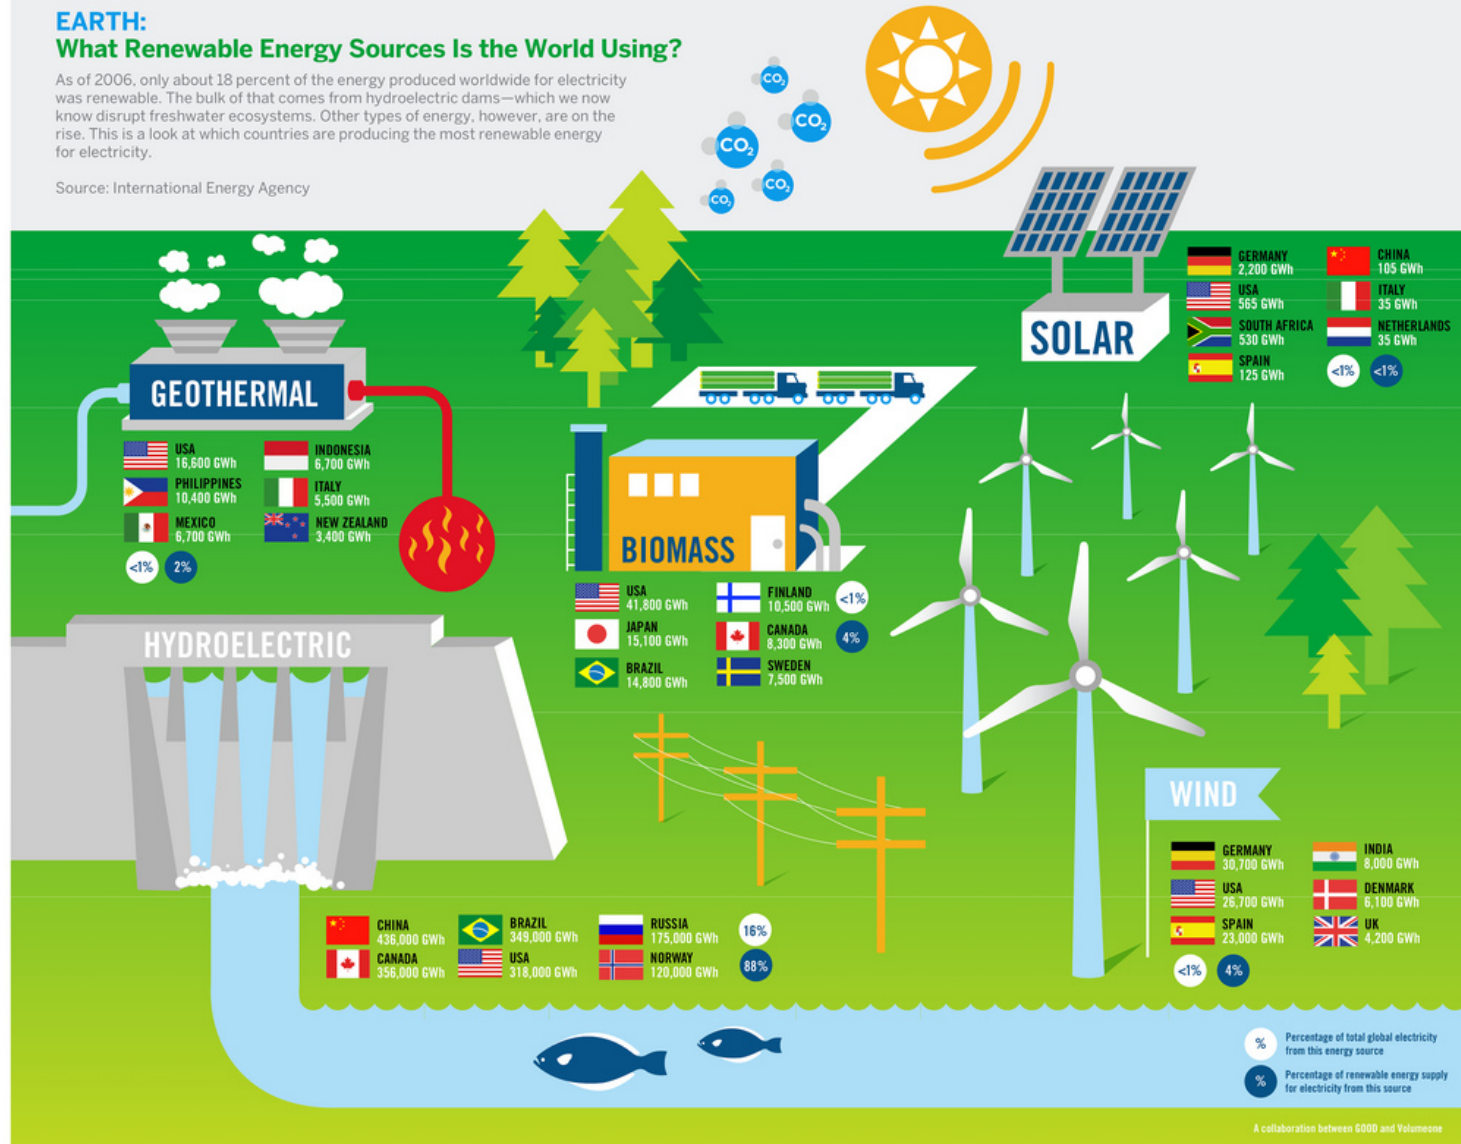 EARTH:
What Renewable Energy Sources Is the World Using?
As of 2006, only about 18 percent of the energy produced worldwide for electricity
was renewable. The bulk of that comes from hydroelectric dams—which we now
know disrupt freshwater ecosystems. Other types of energy, however, are on the
rise. This is a look at which countries are producing the most renewable energy
for electricity.
Source: International Energy Agency
CO₂
CO₂
CO₂
CO₂
CO₂
SOLAR
GERMANY
2,200 GWh
USA
565 GWh
SOUTH AFRICA
530 GWh
SPAIN
125 GWh
CHINA
105 GWh
ITALY
35 GWh
NETHERLANDS
35 GWh
<1%
<1%
GEOTHERMAL
USA
16,600 GWh
PHILIPPINES
10,400 GWh
MEXICO
6,700 GWh
INDONESIA
6,700 GWh
ITALY
5,500 GWh
NEW ZEALAND
3,400 GWh
<1%
2%
BIOMASS
USA
41,800 GWh
JAPAN
15,100 GWh
BRAZIL
14,800 GWh
FINLAND
10,500 GWh
CANADA
8,300 GWh
SWEDEN
7,500 GWh
<1%
4%
HYDROELECTRIC
CHINA
436,000 GWh
CANADA
356,000 GWh
BRAZIL
349,000 GWh
USA
318,000 GWh
RUSSIA
175,000 GWh
NORWAY
120,000 GWh
16%
88%
WIND
GERMANY
30,700 GWh
USA
26,700 GWh
SPAIN
23,000 GWh
INDIA
8,000 GWh
DENMARK
6,100 GWh
UK
4,200 GWh
<1%
4%
%
Percentage of total global electricity
from this energy source
%
Percentage of renewable energy supply
for electricity from this source
A collaboration between GOOD and Volumeone